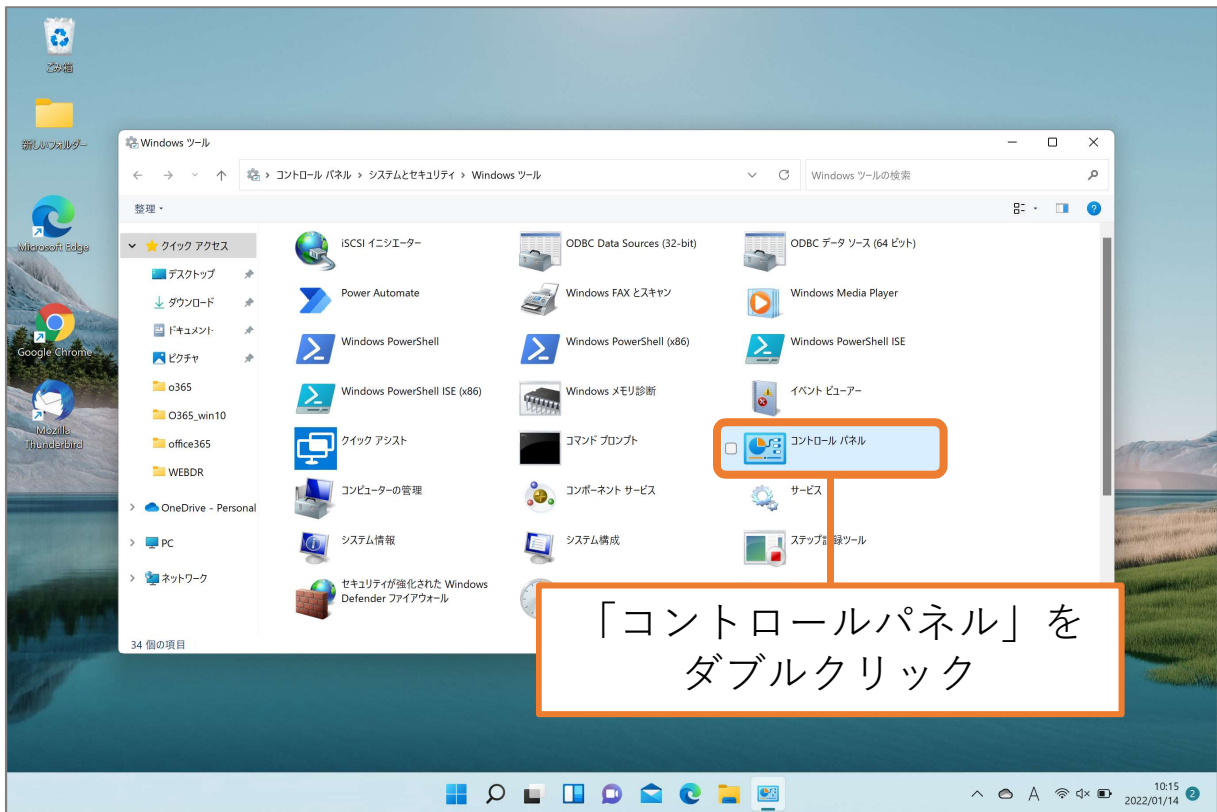 ごみ箱
新しいフォルダー
Microsoft Edge
Google Chrome
Mozilla
Thunderbird
Windows ツール
コントロール パネル › システムとセキュリティ › Windows ツール
Windows ツールの検索
整理
クイック アクセス
デスクトップ
ダウンロード
ドキュメント
ピクチャ
o365
O365_win10
office365
WEBDR
OneDrive - Personal
PC
ネットワーク
iSCSI イニシエーター
ODBC Data Sources (32-bit)
ODBC データ ソース (64 ビット)
Power Automate
Windows FAX とスキャン
Windows Media Player
Windows PowerShell
Windows PowerShell (x86)
Windows PowerShell ISE
Windows PowerShell ISE (x86)
Windows メモリ診断
イベント ビューアー
クイック アシスト
コマンド プロンプト
コントロール パネル
コンピューターの管理
コンポーネント サービス
サービス
システム情報
システム構成
ステップ記録ツール
セキュリティが強化された Windows
Defender ファイアウォール
34 個の項目
「コントロールパネル」を
ダブルクリック
A
10:15
2022/01/14
2